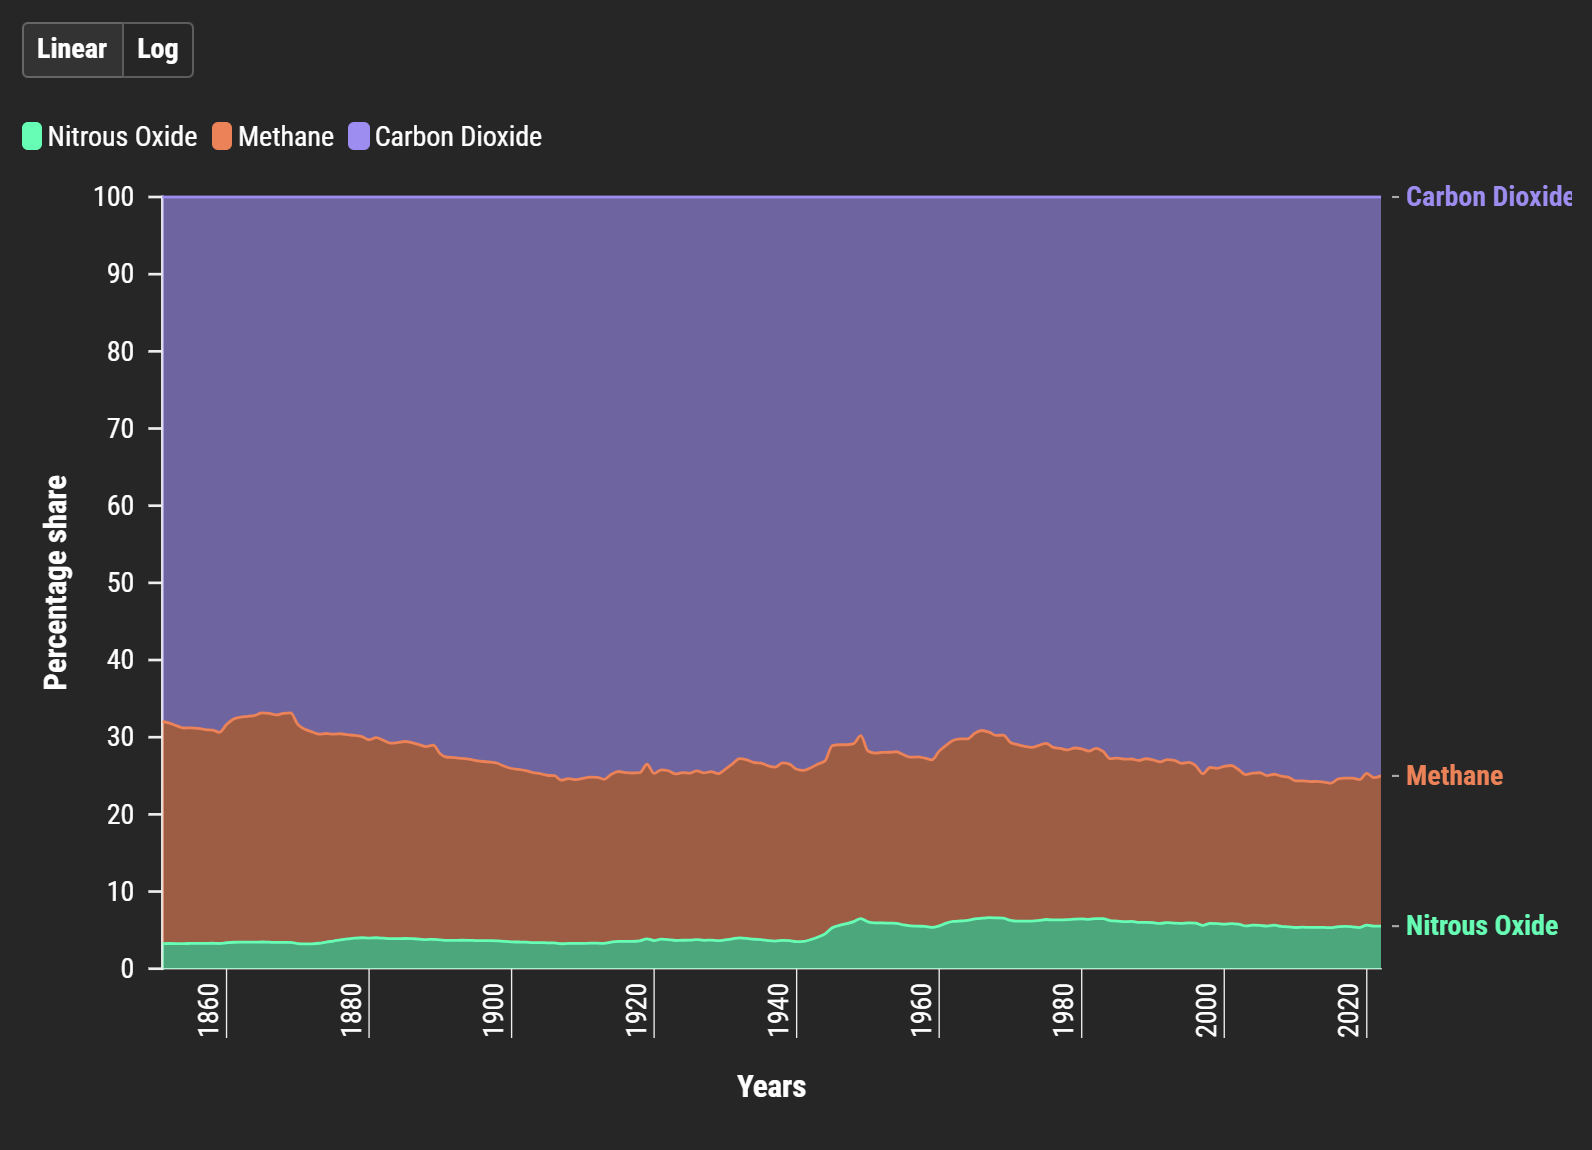 Linear Log
Nitrous Oxide Methane Carbon Dioxide
100
90
80
70
60
50
40
30
20
10
0
Percentage share
Carbon Dioxide
Methane
Nitrous Oxide
1860 1880 1900 1920 1940 1960 1980 2000 2020
Years